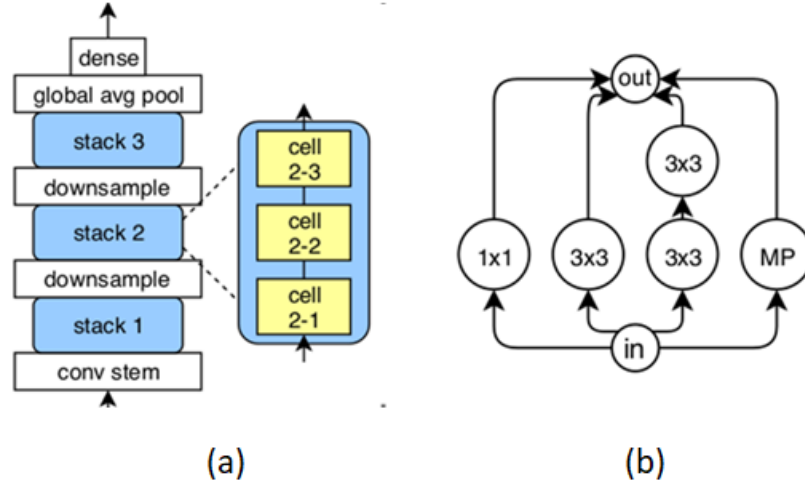 dense
global avg pool
stack 3
downsample
stack 2
downsample
stack 1
conv stem
cell
2-3
cell
2-2
cell
2-1
(a)
out
3x3
1x1
3x3
3x3
MP
in
(b)